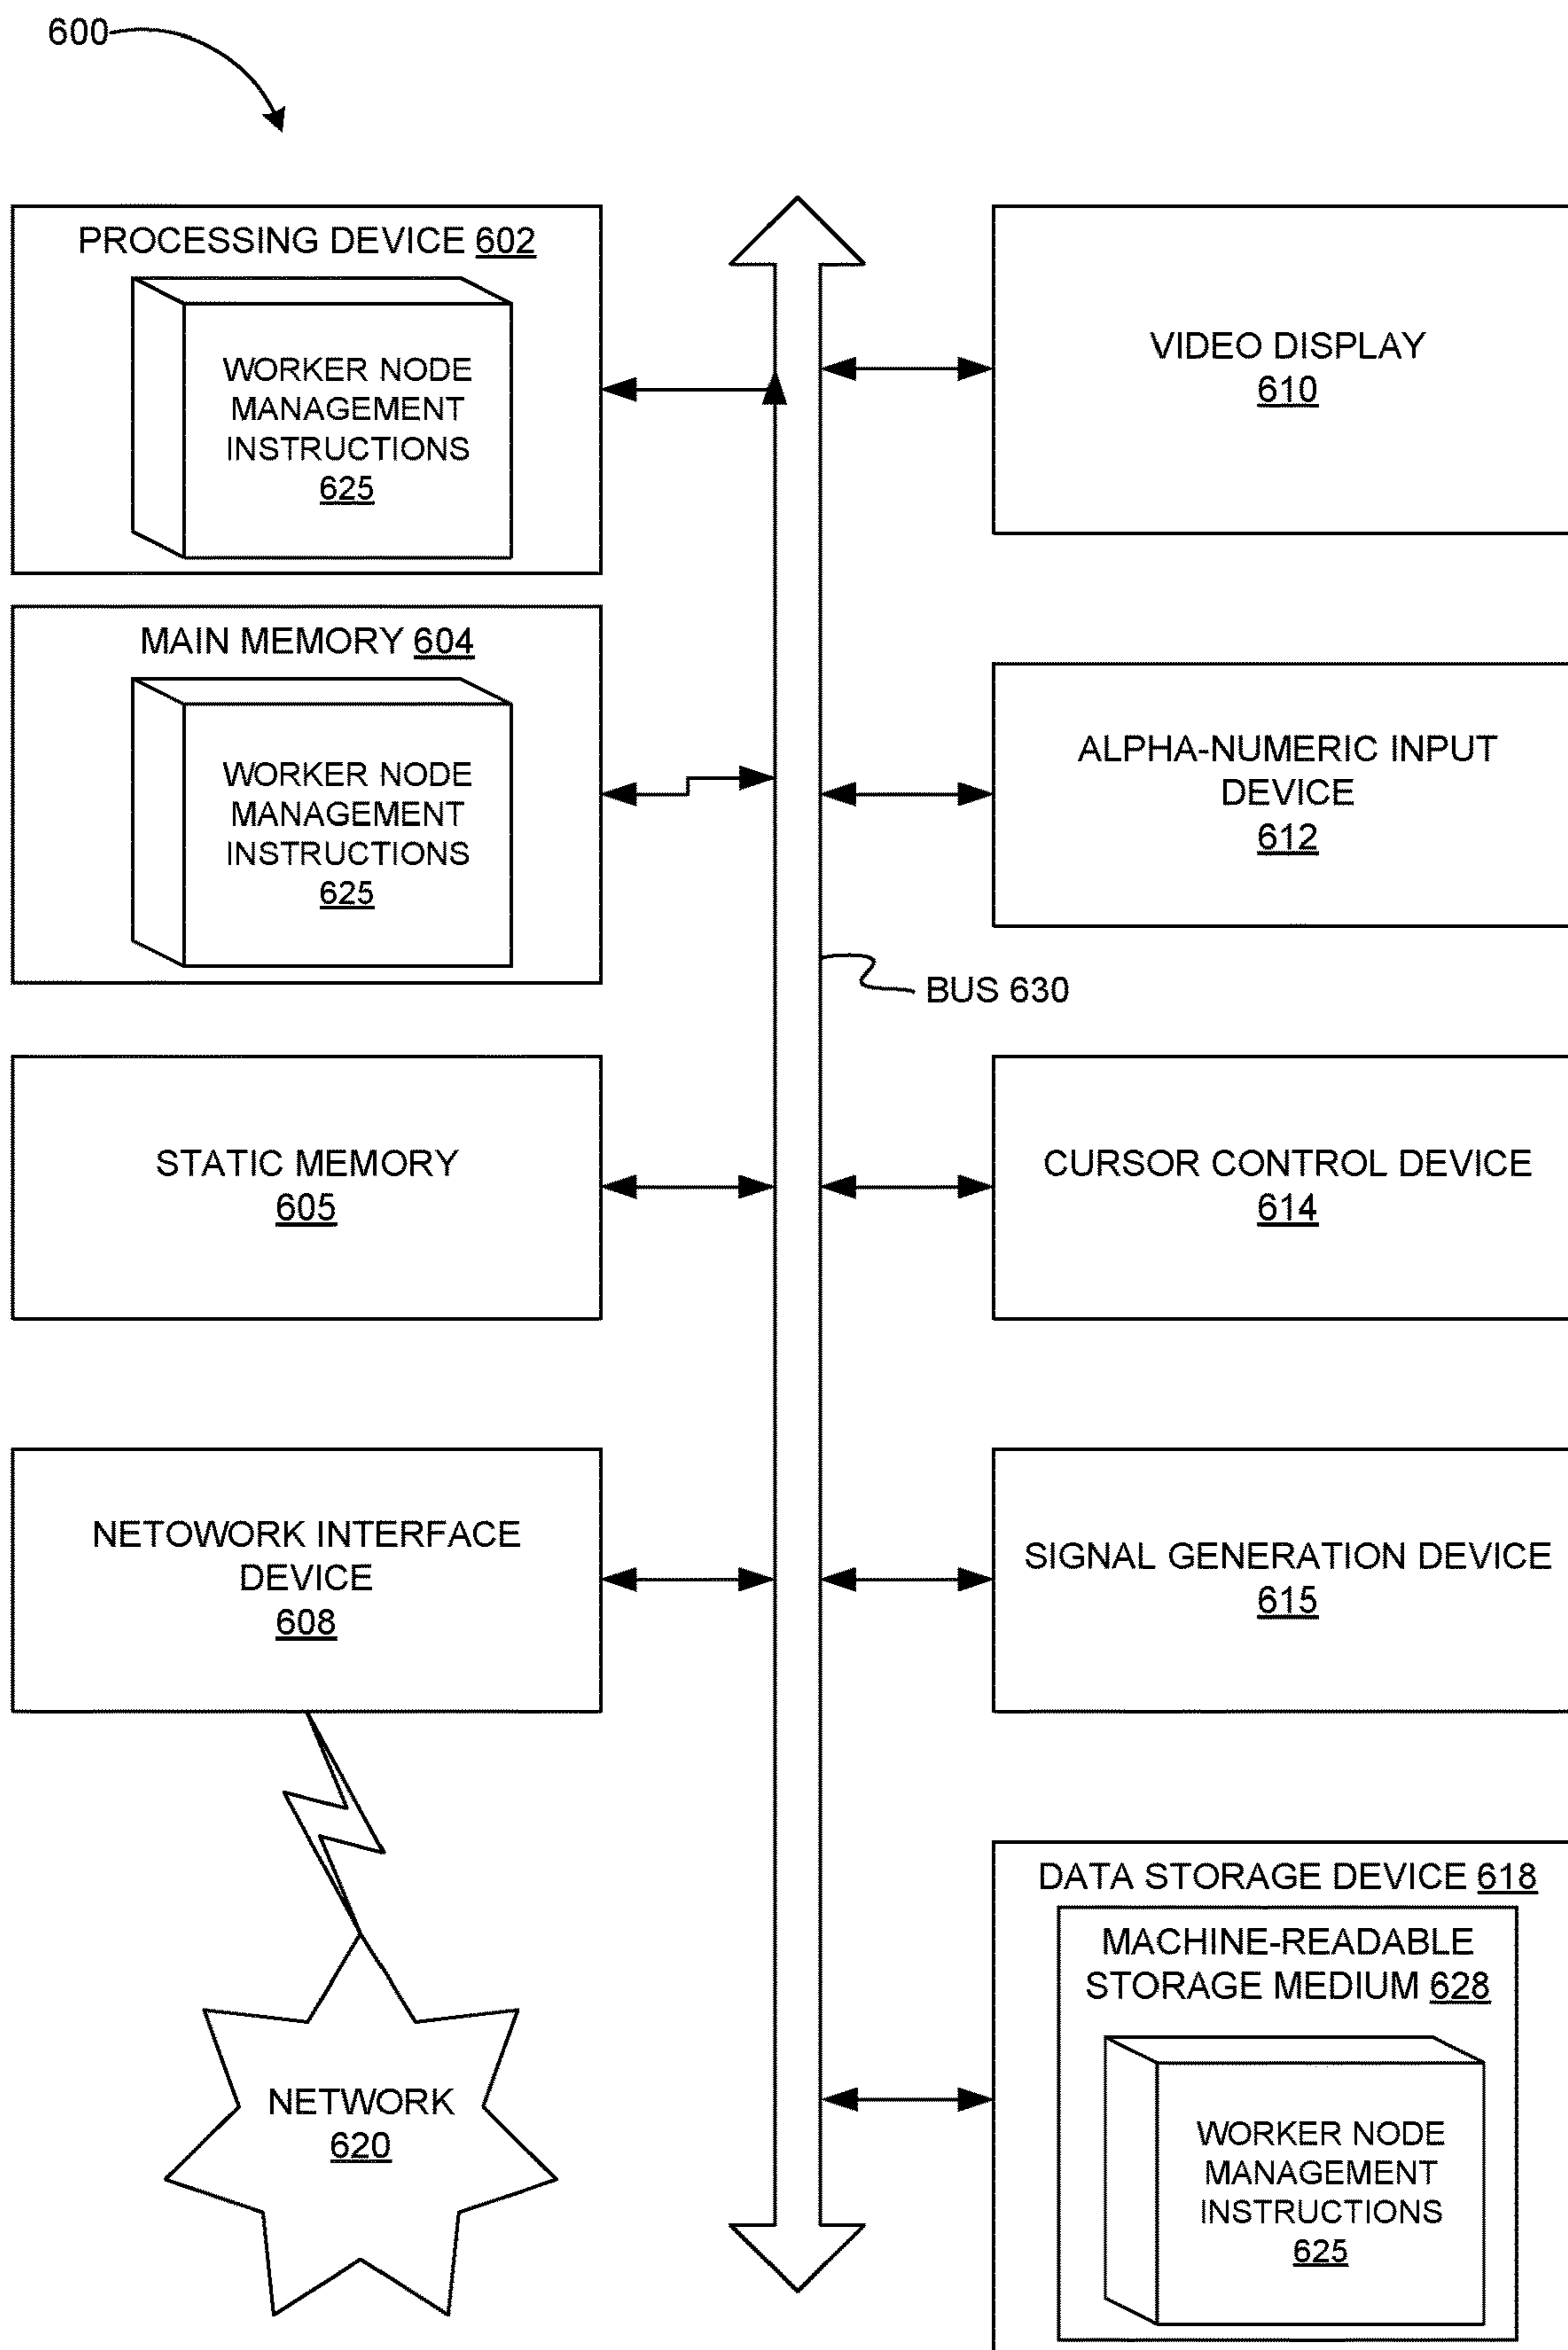 600
PROCESSING DEVICE 602
WORKER NODE
MANAGEMENT
INSTRUCTIONS
625
MAIN MEMORY 604
WORKER NODE
MANAGEMENT
INSTRUCTIONS
625
STATIC MEMORY
605
NETOWORK INTERFACE
DEVICE
608
NETWORK
620
BUS 630
VIDEO DISPLAY
610
ALPHA-NUMERIC INPUT
DEVICE
612
CURSOR CONTROL DEVICE
614
SIGNAL GENERATION DEVICE
615
DATA STORAGE DEVICE 618
MACHINE-READABLE
STORAGE MEDIUM 628
WORKER NODE
MANAGEMENT
INSTRUCTIONS
625